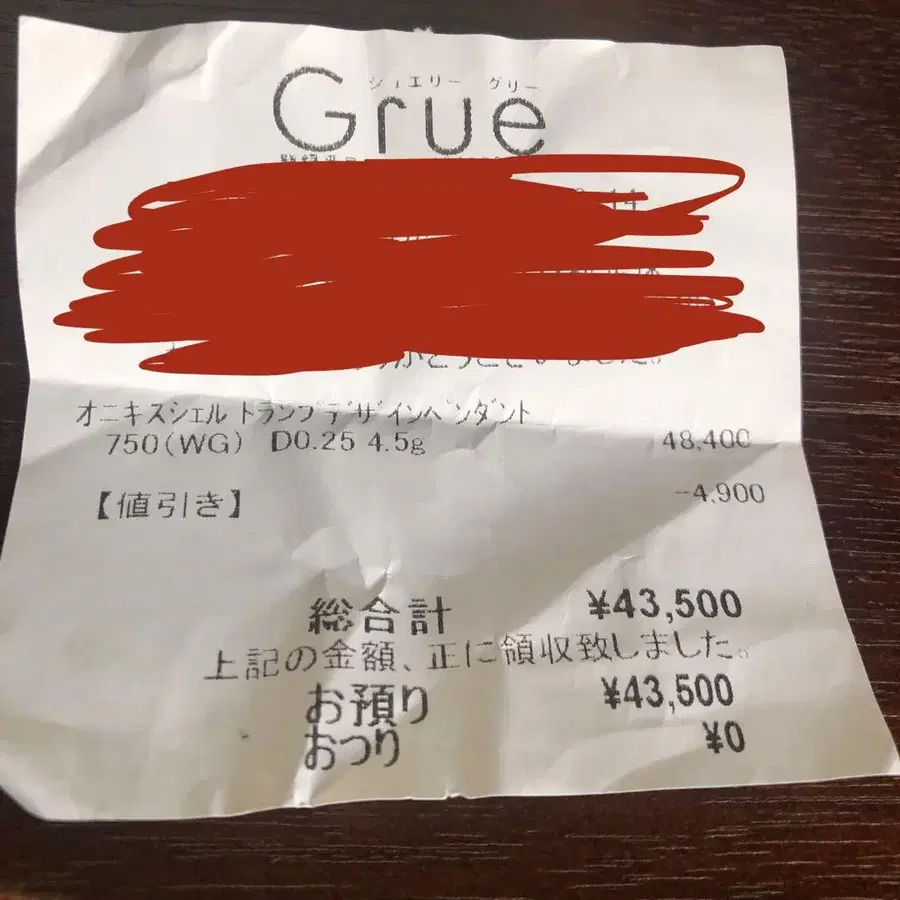 ジュエリー グリー
Grue
オニキスシェル トランプデザインペンダント
750(WG) D0.25 4.5g 48,400
【値引き】 -4,900
総合計 ¥43,500
上記の金額、正に領収致しました。
お預り ¥43,500
おつり ¥0